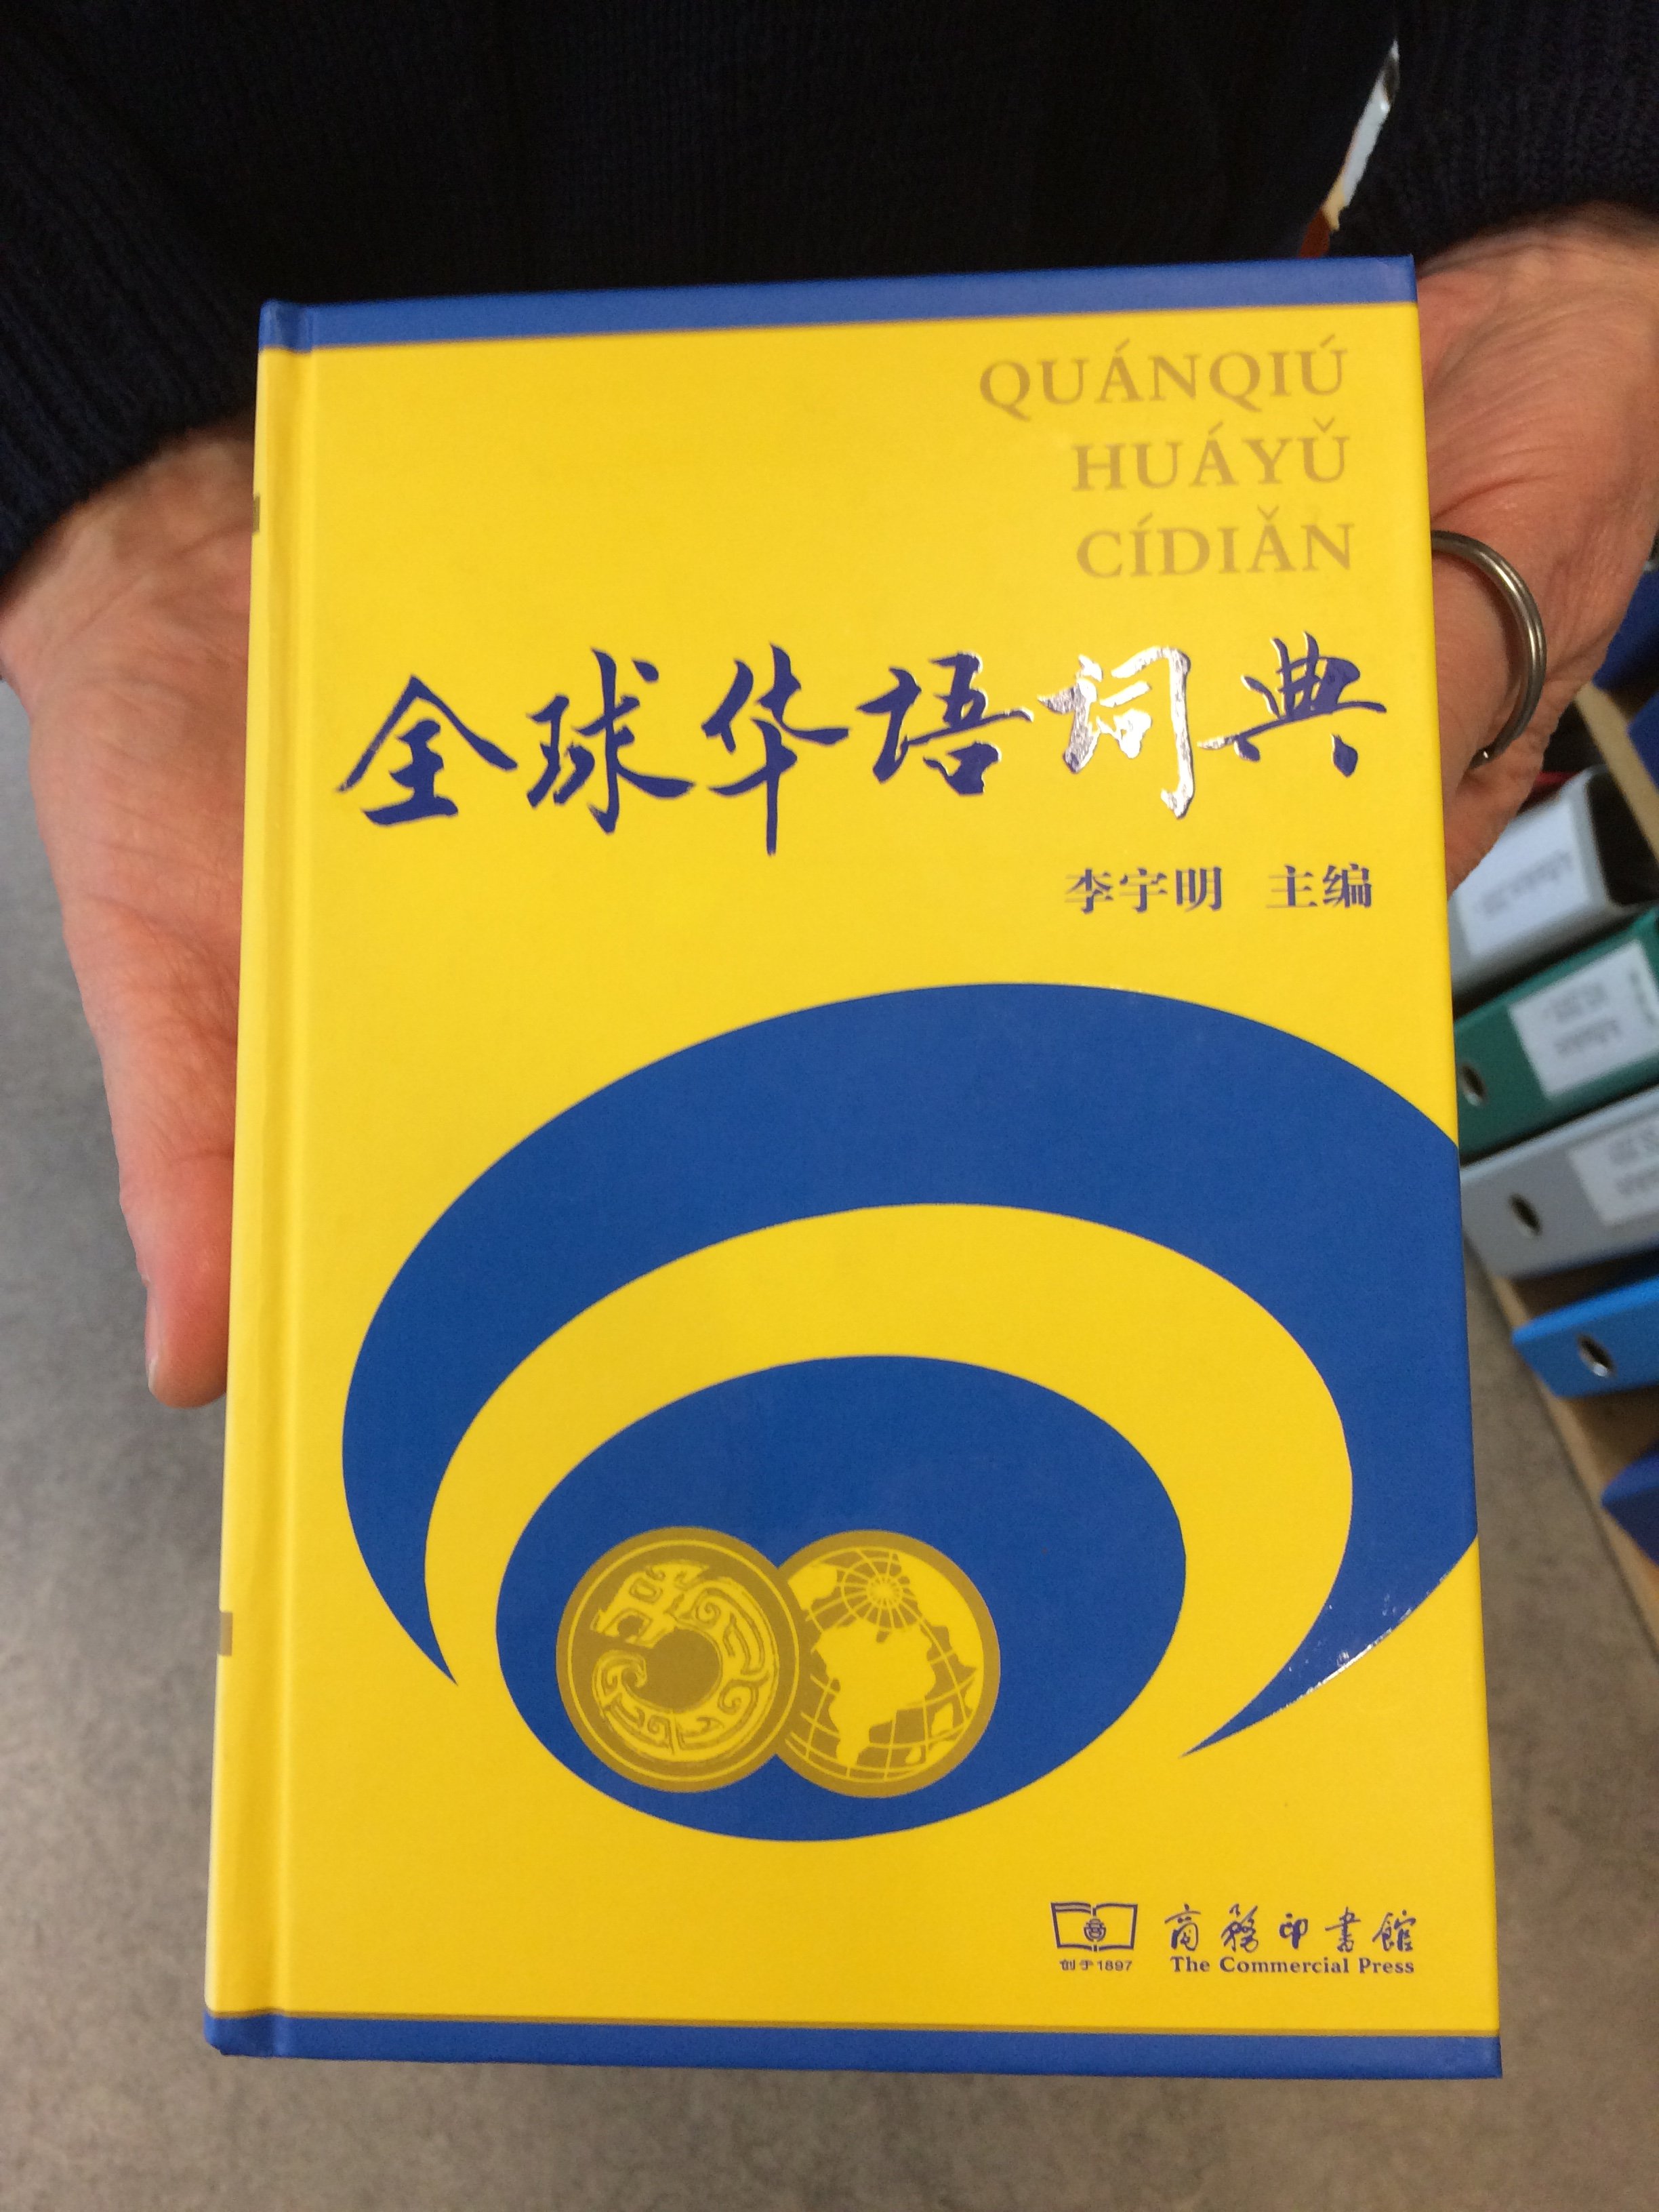 QUÁNQIÚ
HUÁYǓ
CÍDIǍN
全球华语词典
李宇明 主编
商務印書館
创于1897 The Commercial Press